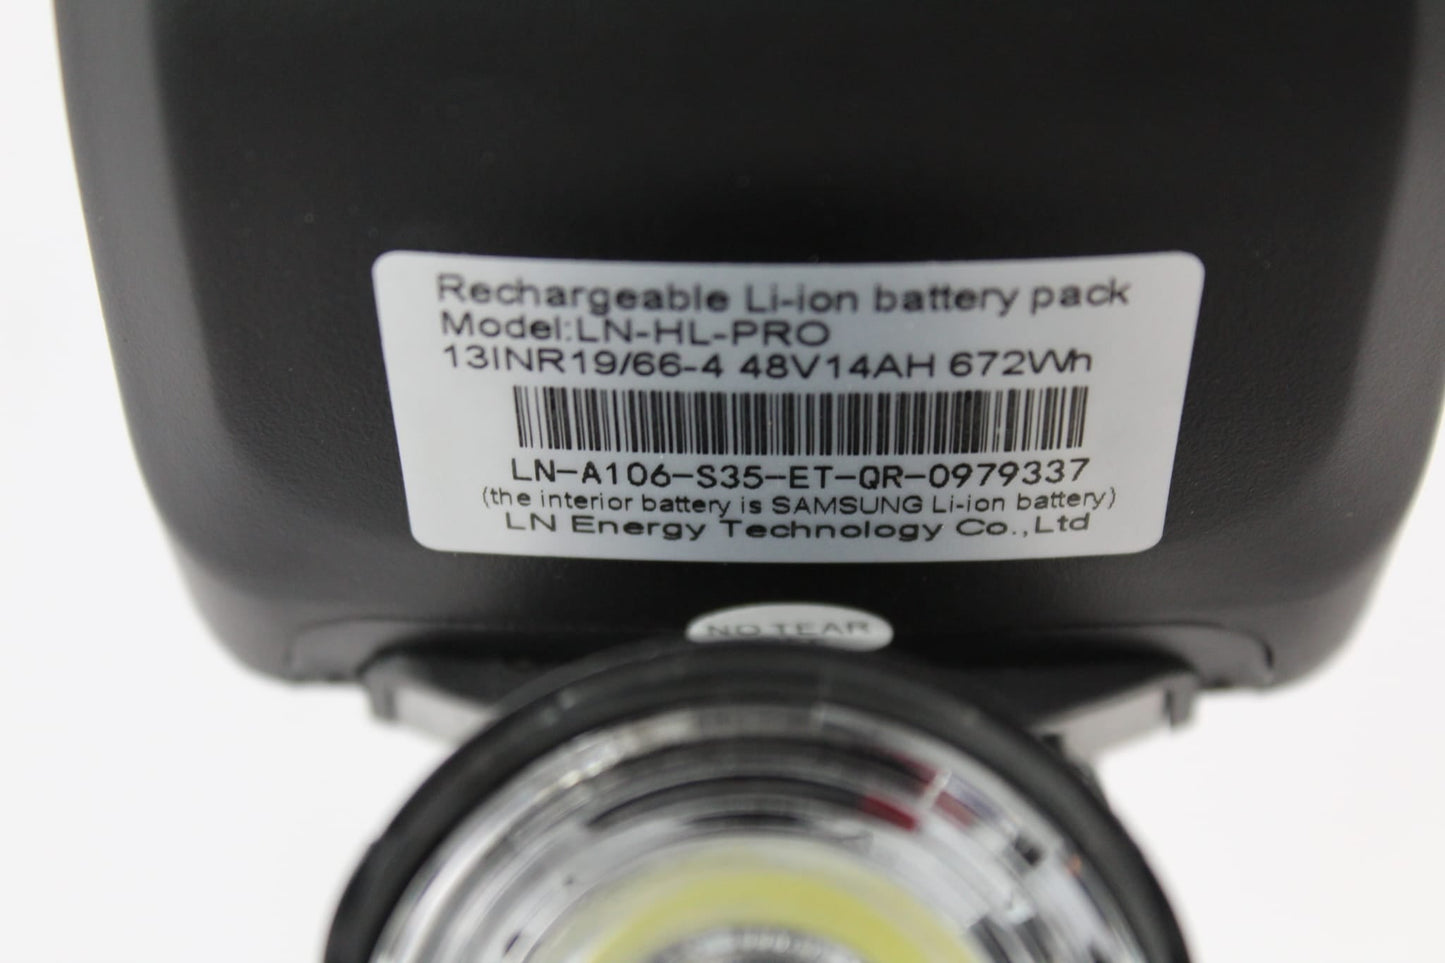 Rechargeable Li-ion battery pack
Model:LN-HL-PRO
13INR19/66-4 48V14AH 672Wh
LN-A106-S35-ET-QR-0979337
(the interior battery is SAMSUNG Li-ion battery)
LN Energy Technology Co.,Ltd
NO TEAR